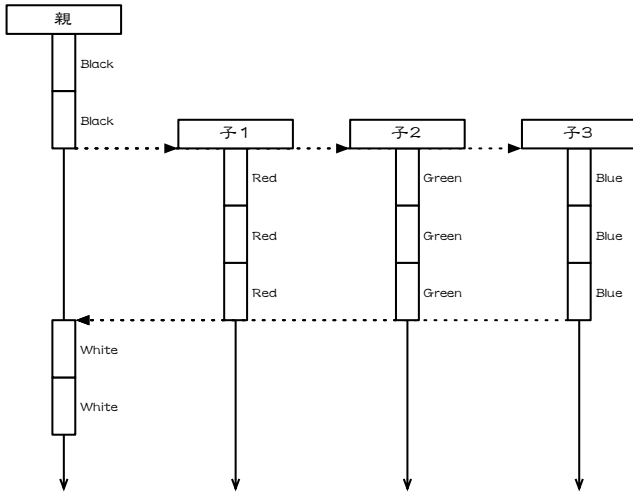 親
Black
Black
子1
子2
子3
Red
Green
Blue
Red
Green
Blue
Red
Green
Blue
White
White